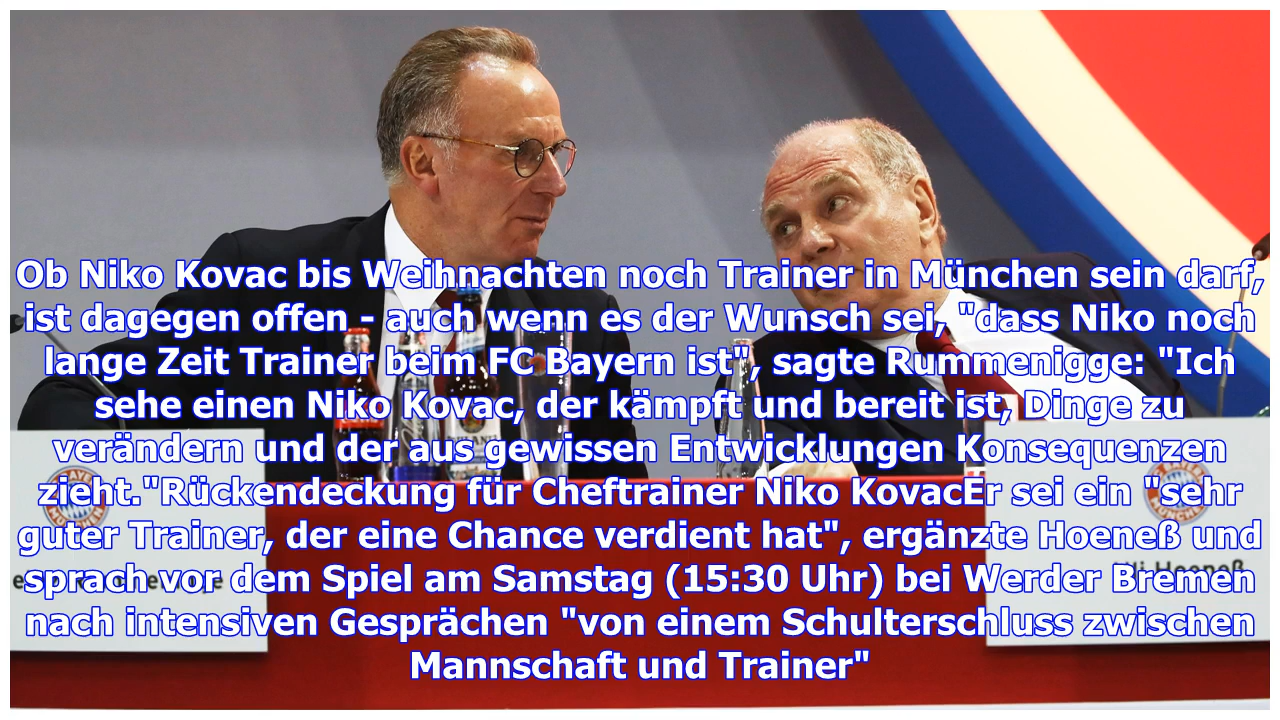 Ob Niko Kovac bis Weihnachten noch Trainer in München sein darf,
ist dagegen offen - auch wenn es der Wunsch sei, "dass Niko noch
lange Zeit Trainer beim FC Bayern ist", sagte Rummenigge: "Ich
sehe einen Niko Kovac, der kämpft und bereit ist, Dinge zu
verändern und der aus gewissen Entwicklungen Konsequenzen
zieht."Rückendeckung für Cheftrainer Niko KovacEr sei ein "sehr
guter Trainer, der eine Chance verdient hat", ergänzte Hoeneß und
sprach vor dem Spiel am Samstag (15:30 Uhr) bei Werder Bremen
nach intensiven Gesprächen "von einem Schulterschluss zwischen
Mannschaft und Trainer"